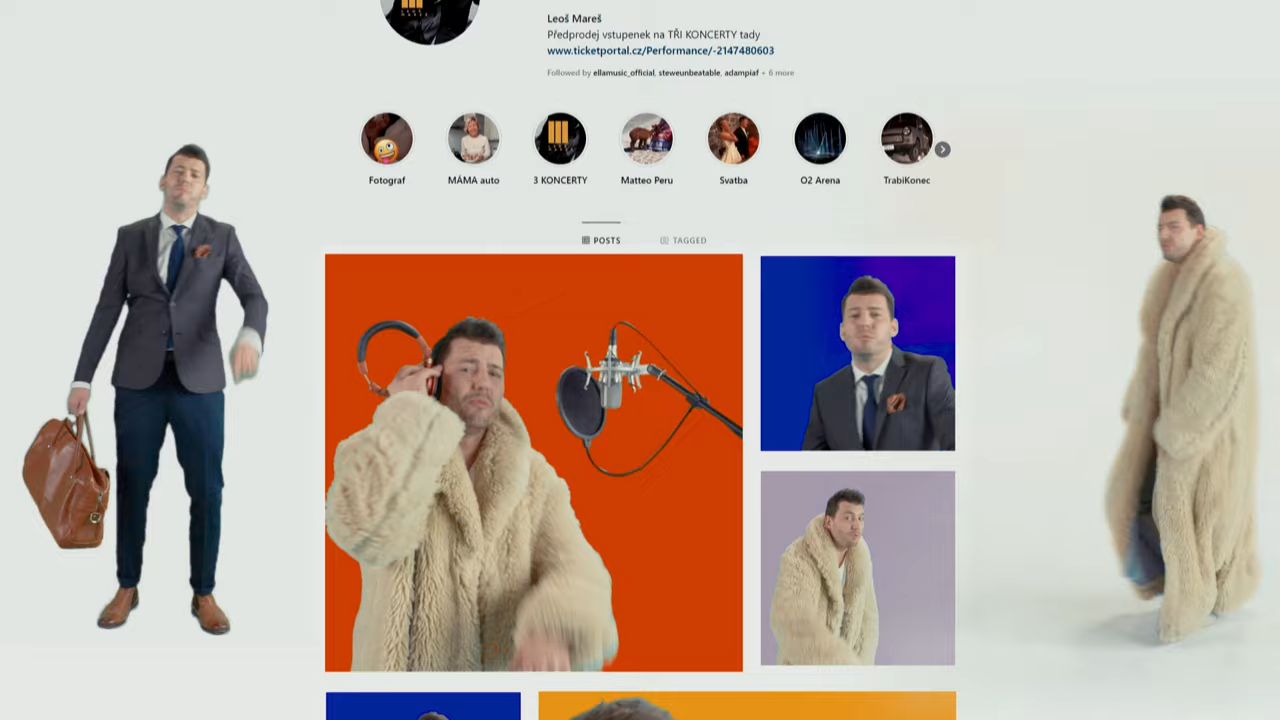 Leoš Mareš
Předprodej vstupenek na TŘI KONCERTY tady
www.ticketportal.cz/Performance/-2147480603
Followed by ellamusic_official, steweunbeatable, adampiaf + 6 more
Fotograf
MÁMA auto
3 KONCERTY
Matteo Peru
Svatba
O2 Arena
TrabiKonec
POSTS
TAGGED